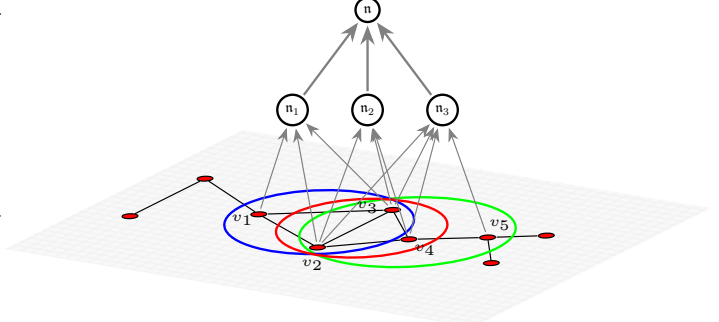 𝔫
𝔫₁ 𝔫₂ 𝔫₃
v₃
v₁ v₅
v₄
v₂